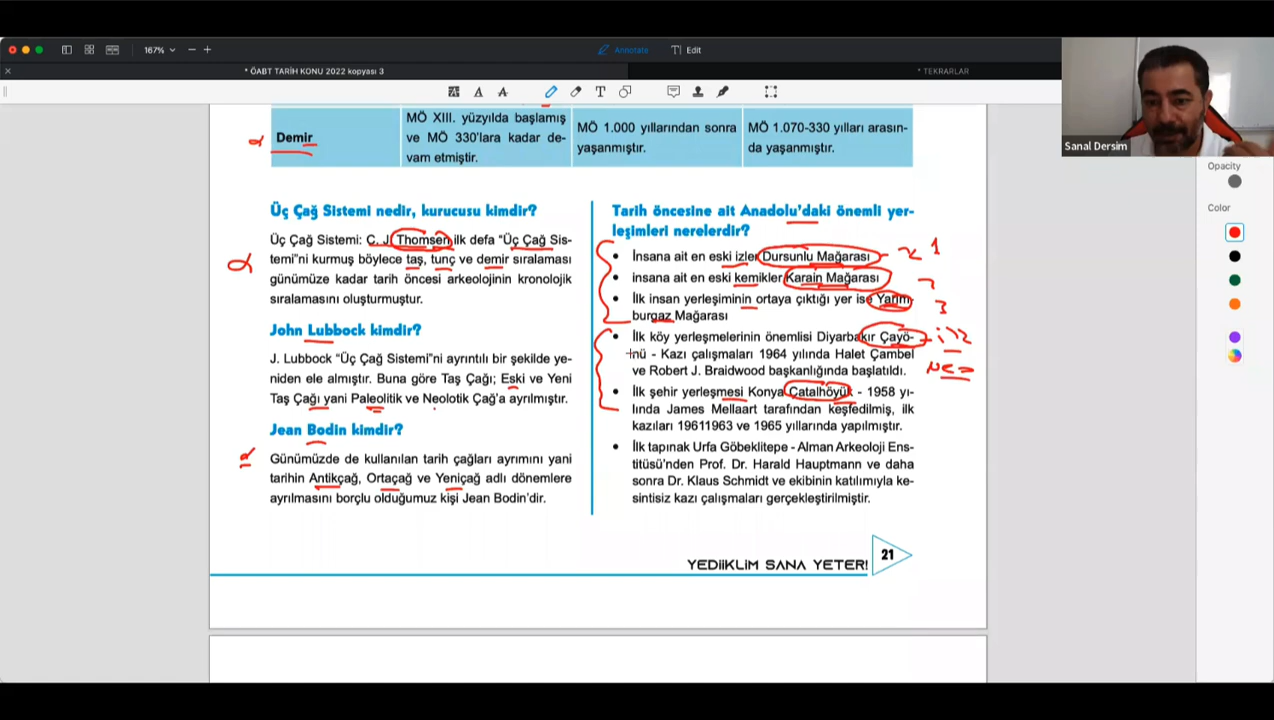 167%
Annotate
Edit
* ÖABT TARİH KONU 2022 kopyası 3
* TEKRARLAR
Sanal Dersim
Opacity
Color
Demir
MÖ XIII. yüzyılda başlamış
ve MÖ 330'lara kadar de-
vam etmiştir.
MÖ 1.000 yıllarından sonra
yaşanmıştır.
MÖ 1.070-330 yılları arasın-
da yaşanmıştır.
Üç Çağ Sistemi nedir, kurucusu kimdir?
Üç Çağ Sistemi: C. J Thomsen ilk defa “Üç Çağ Sis-
temi”ni kurmuş böylece taş, tunç ve demir sıralaması
günümüze kadar tarih öncesi arkeolojinin kronolojik
sıralamasını oluşturmuştur.
John Lubbock kimdir?
J. Lubbock “Üç Çağ Sistemi”ni ayrıntılı bir şekilde ye-
niden ele almıştır. Buna göre Taş Çağı; Eski ve Yeni
Taş Çağı yani Paleolitik ve Neolotik Çağ'a ayrılmıştır.
Jean Bodin kimdir?
Günümüzde de kullanılan tarih çağları ayrımını yani
tarihin Antikçağ, Ortaçağ ve Yeniçağ adlı dönemlere
ayrılmasını borçlu olduğumuz kişi Jean Bodin'dir.
Tarih öncesine ait Anadolu'daki önemli yer-
leşimleri nerelerdir?
• İnsana ait en eski izler Dursunlu Mağarası
1
• insana ait en eski kemikler Karain Mağarası
• İlk insan yerleşiminin ortaya çıktığı yer ise Yarım-
3
burgaz Mağarası
• İlk köy yerleşmelerinin önemlisi Diyarbakır Çayö-
nü - Kazı çalışmaları 1964 yılında Halet Çambel
ve Robert J. Braidwood başkanlığında başlatıldı.
• İlk şehir yerleşmesi Konya Çatalhöyük - 1958 yı-
lında James Mellaart tarafından keşfedilmiş, ilk
kazıları 19611963 ve 1965 yıllarında yapılmıştır.
• İlk tapınak Urfa Göbeklitepe - Alman Arkeoloji Ens-
titüsü'nden Prof. Dr. Harald Hauptmann ve daha
sonra Dr. Klaus Schmidt ve ekibinin katılımıyla ke-
sintisiz kazı çalışmaları gerçekleştirilmiştir.
YEDiiKLİM SANA YETER!
21